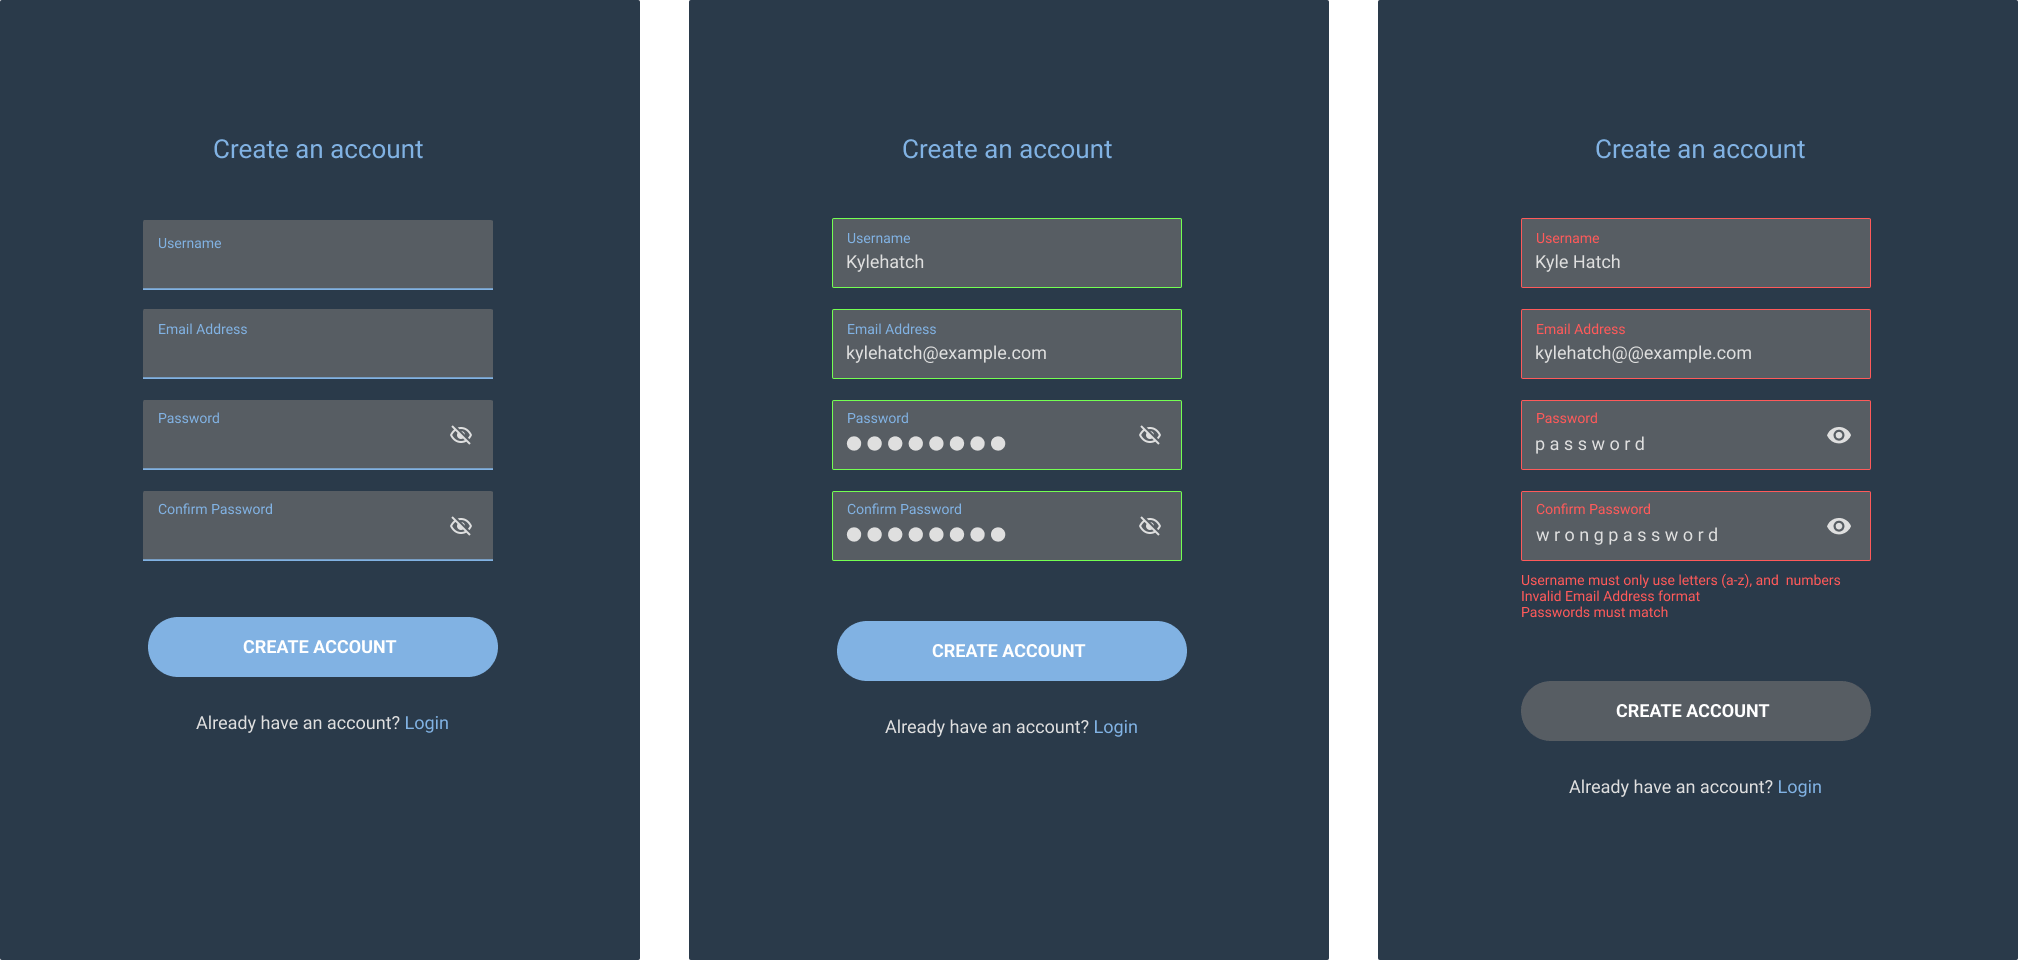 Create an account
Username
Email Address
Password
Confirm Password
CREATE ACCOUNT
Already have an account? Login
Create an account
Username
Kylehatch
Email Address
kylehatch@example.com
Password
Confirm Password
CREATE ACCOUNT
Already have an account? Login
Create an account
Username
Kyle Hatch
Email Address
kylehatch@@example.com
Password
password
Confirm Password
wrongpassword
Username must only use letters (a-z), and  numbers
Invalid Email Address format
Passwords must match
CREATE ACCOUNT
Already have an account? Login